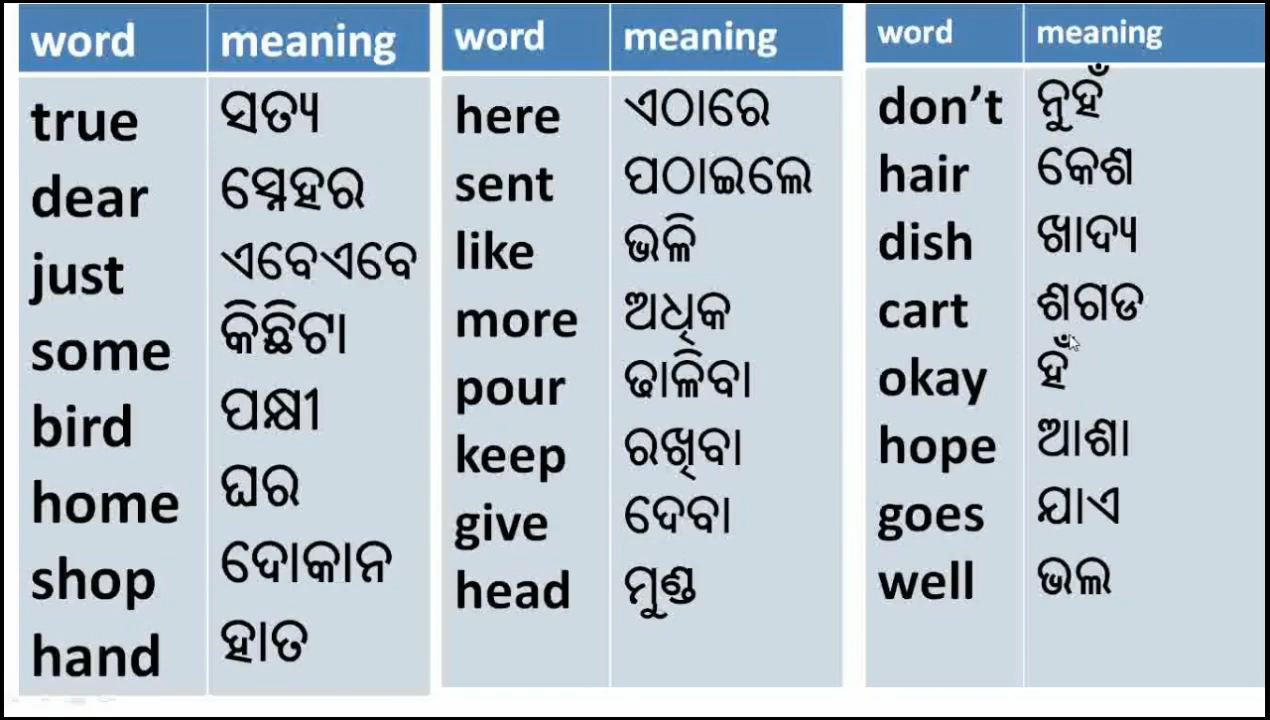 word meaning
true ସତ୍ୟ
dear ସ୍ନେହର
just ଏବେଏବେ
some କିଛିଟା
bird ପକ୍ଷୀ
home ଘର
shop ଦୋକାନ
hand ହାତ
word meaning
here ଏଠାରେ
sent ପଠାଇଲେ
like ଭଳି
more ଅଧିକ
pour ଢାଳିବା
keep ରଖିବା
give ଦେବା
head ମୁଣ୍ଡ
word meaning
don’t ନୁହଁ
hair କେଶ
dish ଖାଦ୍ୟ
cart ଶଗଡ
okay ହଁ
hope ଆଶା
goes ଯାଏ
well ଭଲ